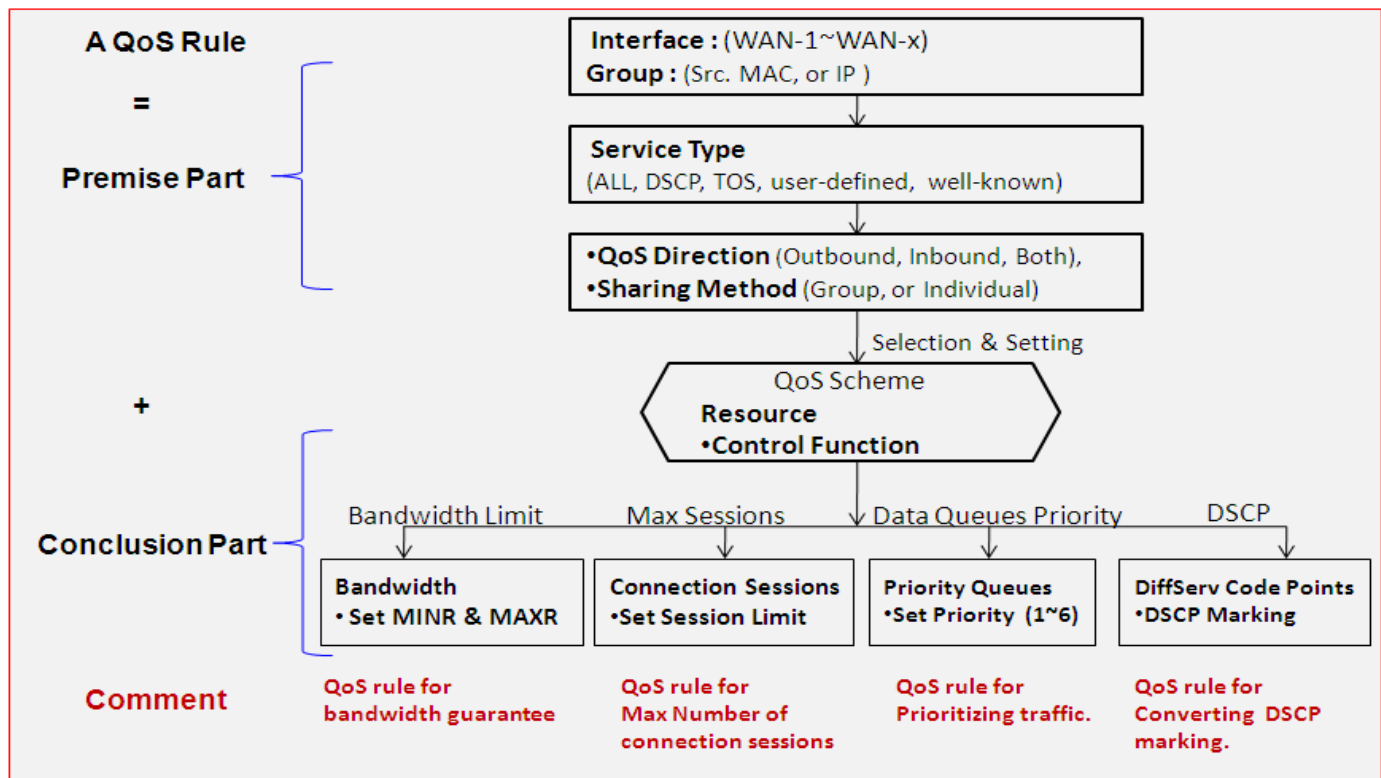 A QoS Rule
=
Premise Part
+
Conclusion Part
Comment
Interface : (WAN-1~WAN-x)
Group : (Src. MAC, or IP )
Service Type
(ALL, DSCP, TOS, user-defined, well-known)
•QoS Direction (Outbound, Inbound, Both),
•Sharing Method (Group, or Individual)
Selection & Setting
QoS Scheme
Resource
•Control Function
Bandwidth Limit
Max Sessions
Data Queues Priority
DSCP
Bandwidth
• Set MINR & MAXR
Connection Sessions
•Set Session Limit
Priority Queues
•Set Priority (1~6)
DiffServ Code Points
•DSCP Marking
QoS rule for
bandwidth guarantee
QoS rule for
Max Number of
connection sessions
QoS rule for
Prioritizing traffic.
QoS rule for
Converting DSCP
marking.